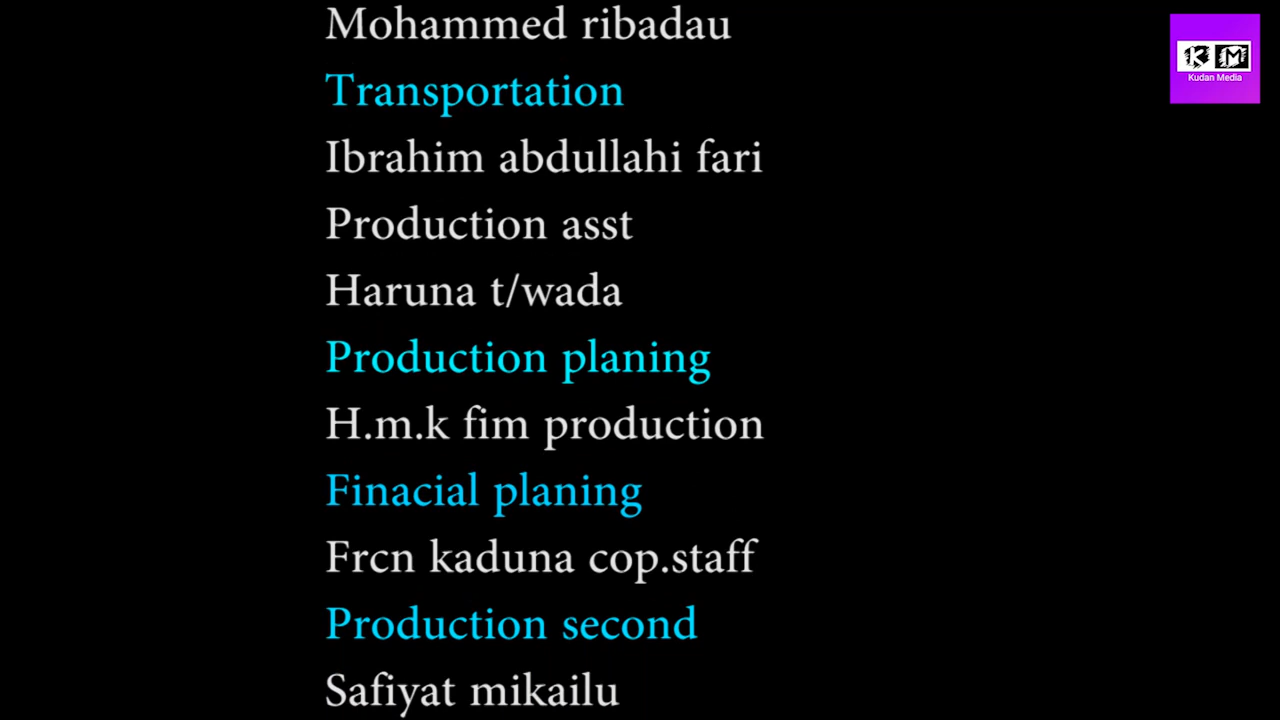 Mohammed ribadau
Transportation
Ibrahim abdullahi fari
Production asst
Haruna t/wada
Production planing
H.m.k fim production
Finacial planing
Frcn kaduna cop.staff
Production second
Safiyat mikailu
K M
Kudan Media